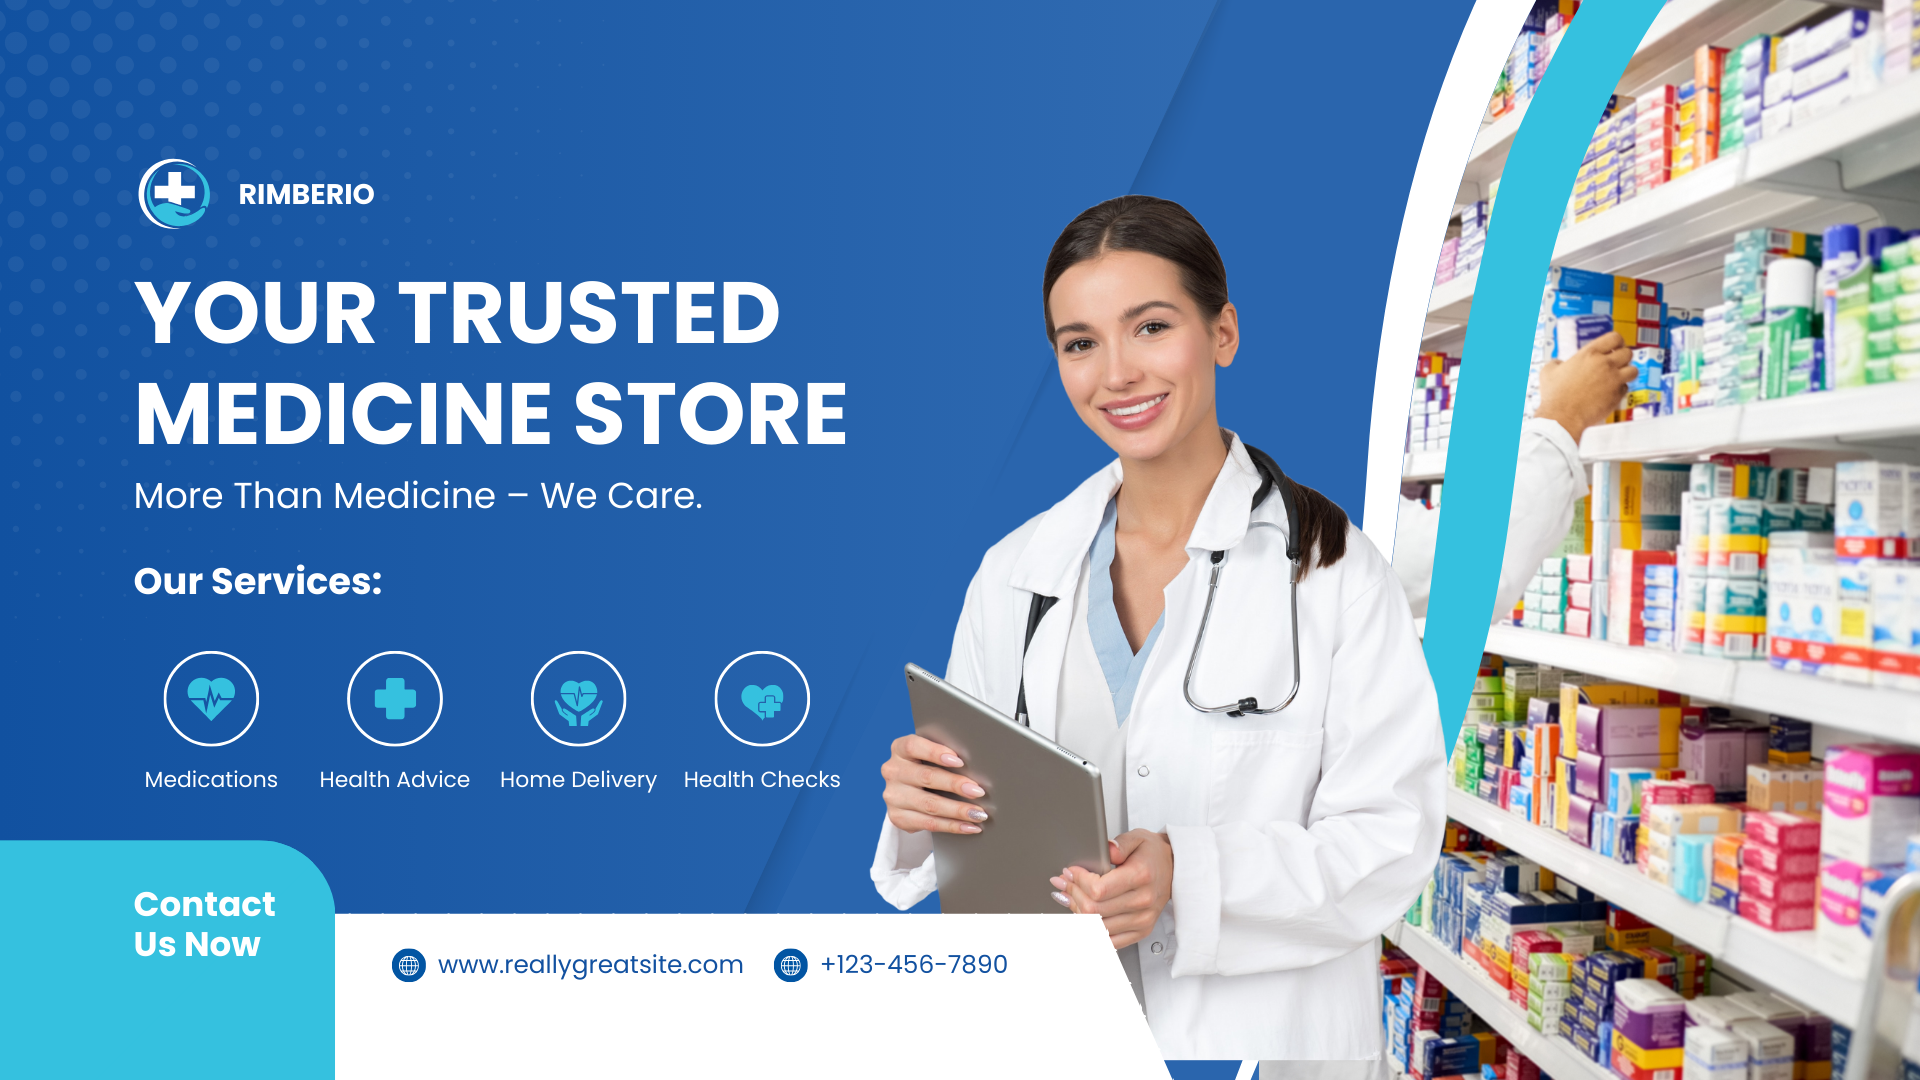 RIMBERIO
YOUR TRUSTED
MEDICINE STORE
More Than Medicine – We Care.
Our Services:
Medications
Health Advice
Home Delivery
Health Checks
Contact
Us Now
www.reallygreatsite.com
+123-456-7890